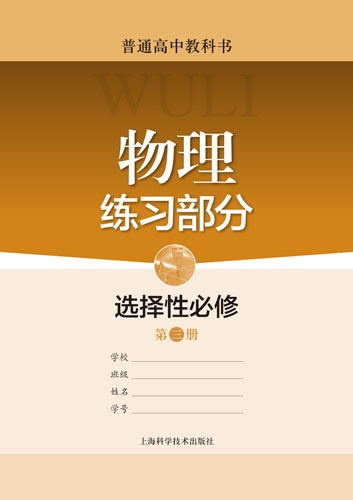 普通高中教科书
WULI
物理
练习部分
选择性必修
第三册
学校
班级
姓名
学号
上海科学技术出版社